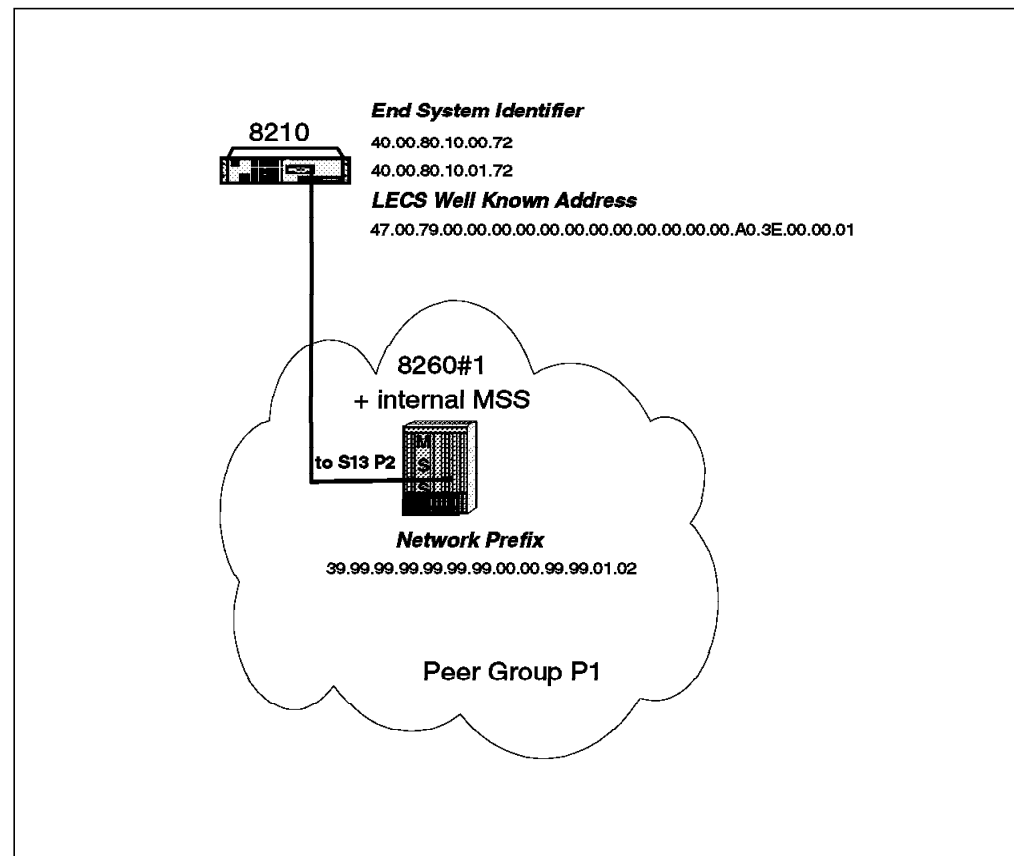 End System Identifier
8210
40.00.80.10.00.72
40.00.80.10.01.72
LECS Well Known Address
47.00.79.00.00.00.00.00.00.00.00.00.00.00.00.A0.3E.00.00.01
8260#1
+ internal MSS
M
S
S
to S13 P2
Network Prefix
39.99.99.99.99.99.99.00.00.99.99.01.02
Peer Group P1